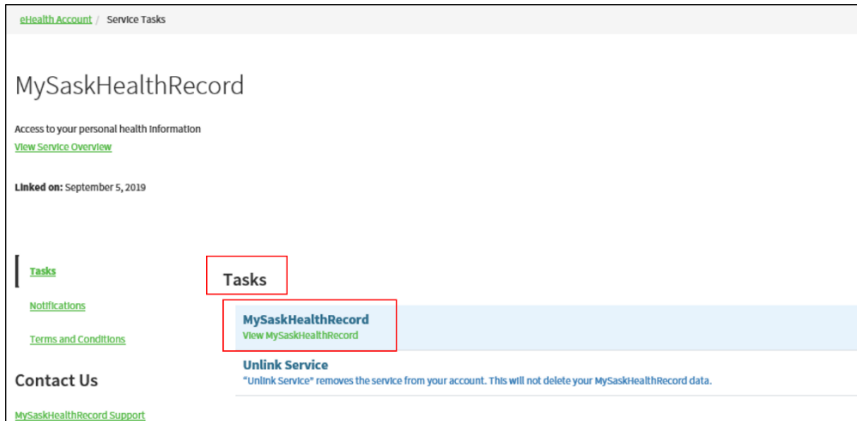 eHealth Account / Service Tasks
MySaskHealthRecord
Access to your personal health information
View Service Overview
Linked on: September 5, 2019
Tasks
Notifications
Terms and Conditions
Contact Us
MySaskHealthRecord Support
Tasks
MySaskHealthRecord
View MySaskHealthRecord
Unlink Service
"Unlink Service" removes the service from your account. This will not delete your MySaskHealthRecord data.